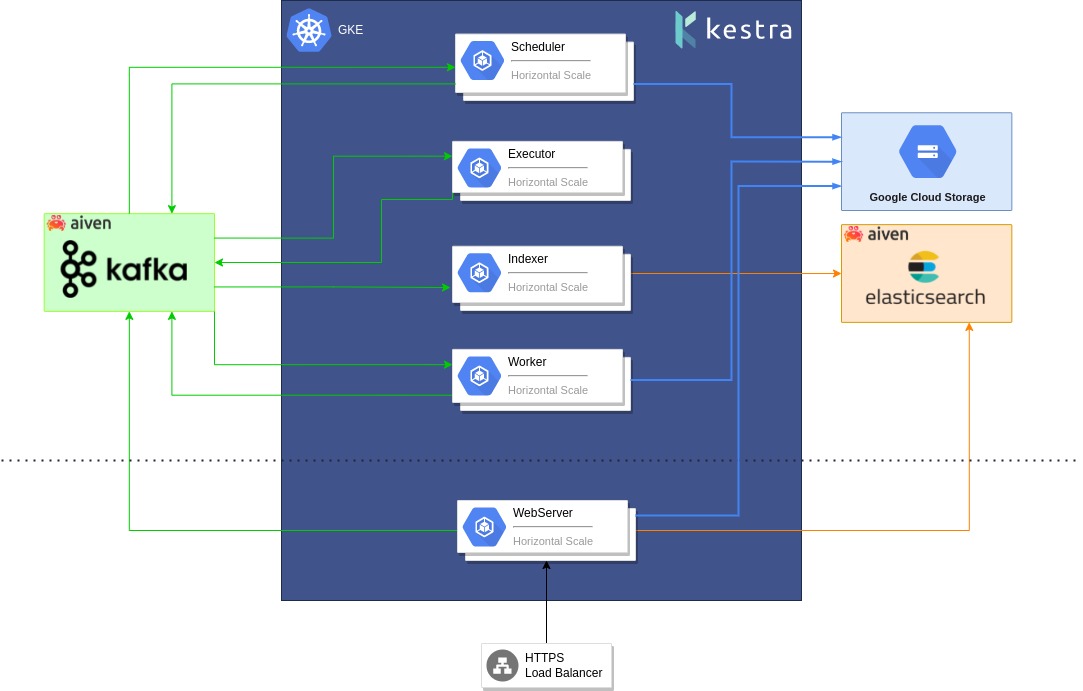 GKE
kestra
Scheduler
Horizontal Scale
Executor
Horizontal Scale
Google Cloud Storage
aiven
kafka
aiven
elasticsearch
Indexer
Horizontal Scale
Worker
Horizontal Scale
WebServer
Horizontal Scale
HTTPS
Load Balancer